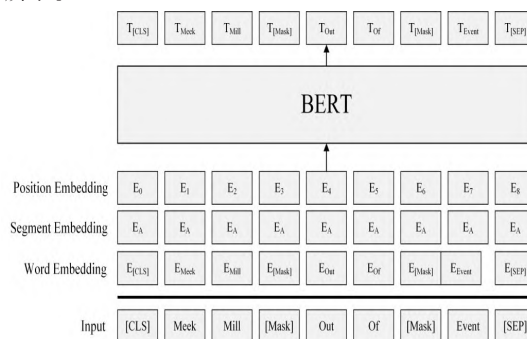 T[CLS] TMeek TMill T[Mask] TOut TOf T[Mask] TEvent T[SEP]
BERT
Position Embedding E0 E1 E2 E3 E4 E5 E6 E7 E8
Segment Embedding EA EA EA EA EA EA EA EA EA
Word Embedding E[CLS] EMeek EMill E[Mask] EOut EOf E[Mask] EEvent E[SEP]
Input [CLS] Meek Mill [Mask] Out Of [Mask] Event [SEP]